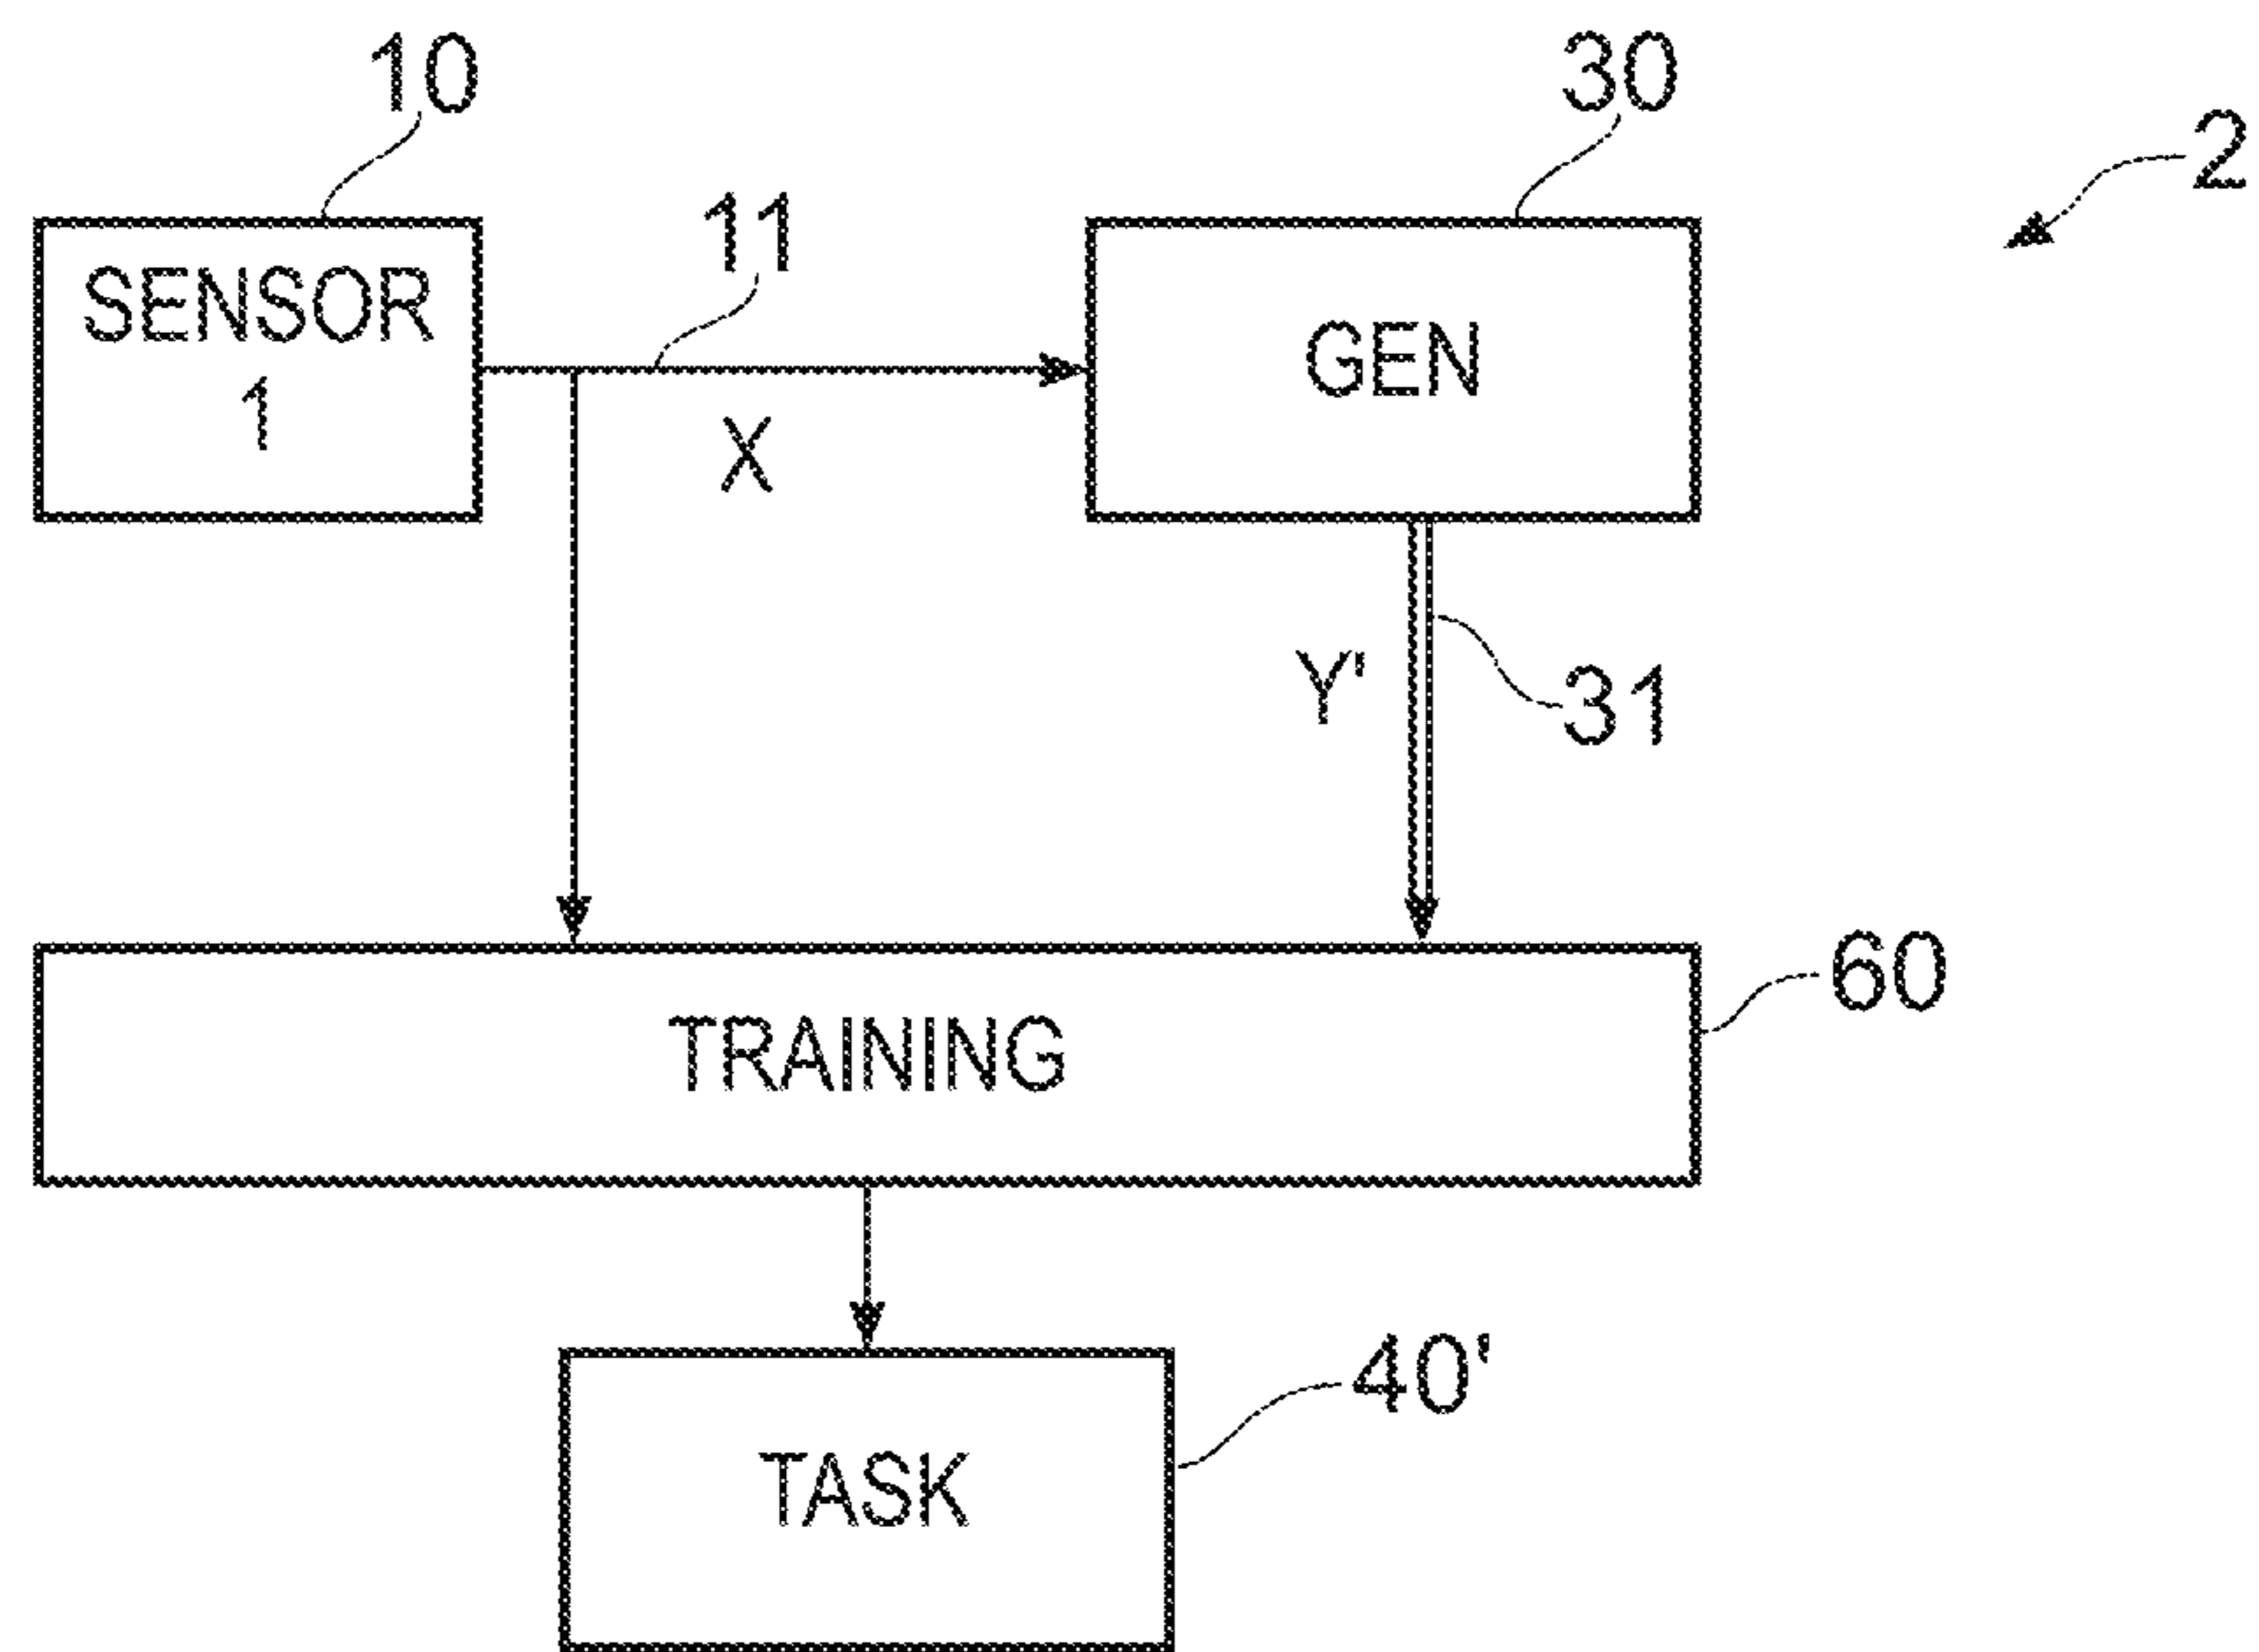 10
30
2
11
SENSOR
1
GEN
X
Y'
31
60
TRAINING
40'
TASK